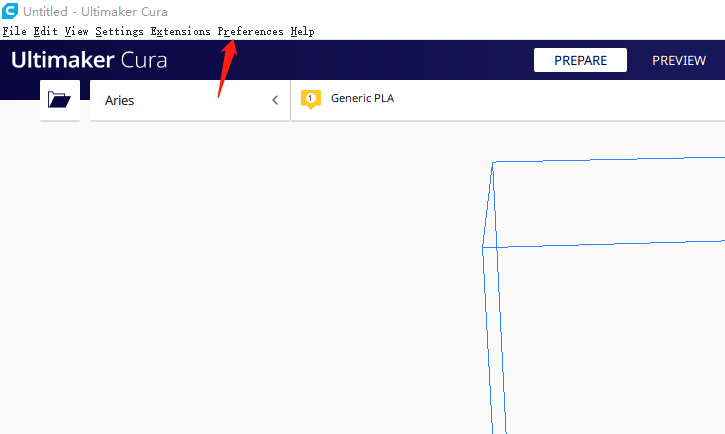 Untitled - Ultimaker Cura
File Edit View Settings Extensions Preferences Help
Ultimaker Cura PREPARE PREVIEW
Aries 1 Generic PLA